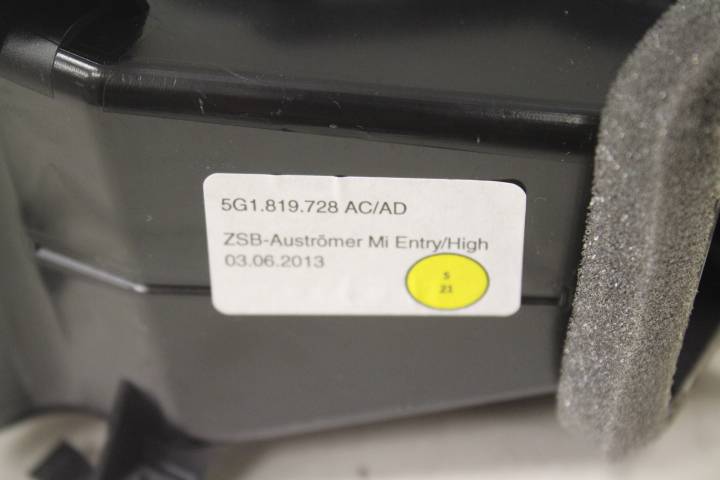 5G1.819.728 AC/AD
ZSB-Auströmer Mi Entry/High
03.06.2013
S
21